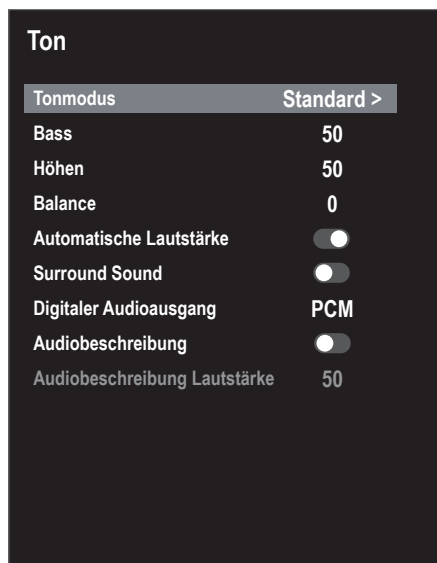 Ton
Tonmodus Standard >
Bass 50
Höhen 50
Balance 0
Automatische Lautstärke
Surround Sound
Digitaler Audioausgang PCM
Audiobeschreibung
Audiobeschreibung Lautstärke 50